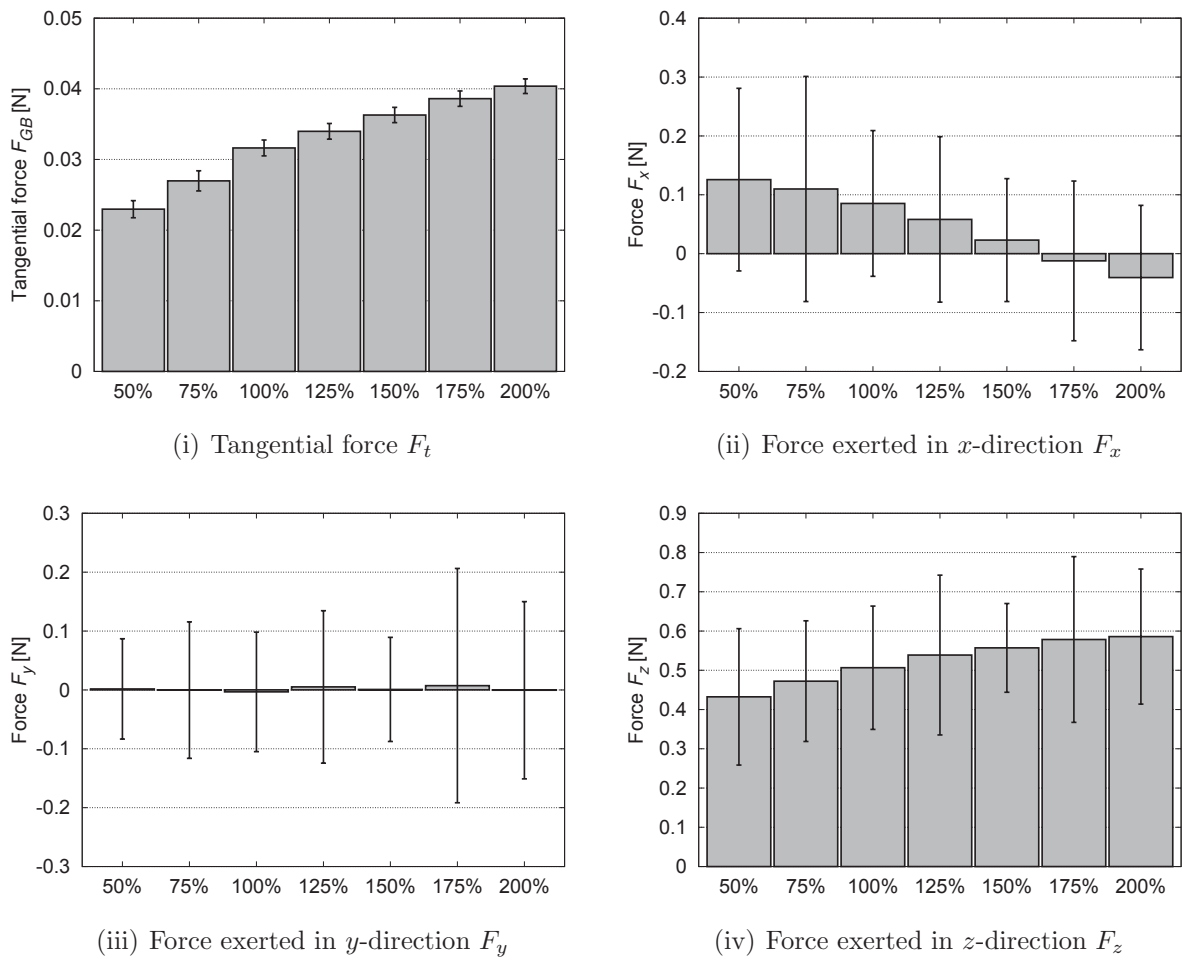 0.05
0.04
0.03
0.02
0.01
0
Tangential force F_GB [N]
50% 75% 100% 125% 150% 175% 200%
(i) Tangential force F_t
0.4
0.3
0.2
0.1
0
-0.1
-0.2
Force F_x [N]
50% 75% 100% 125% 150% 175% 200%
(ii) Force exerted in x-direction F_x
0.3
0.2
0.1
0
-0.1
-0.2
-0.3
Force F_y [N]
50% 75% 100% 125% 150% 175% 200%
(iii) Force exerted in y-direction F_y
0.9
0.8
0.7
0.6
0.5
0.4
0.3
0.2
0.1
0
Force F_z [N]
50% 75% 100% 125% 150% 175% 200%
(iv) Force exerted in z-direction F_z